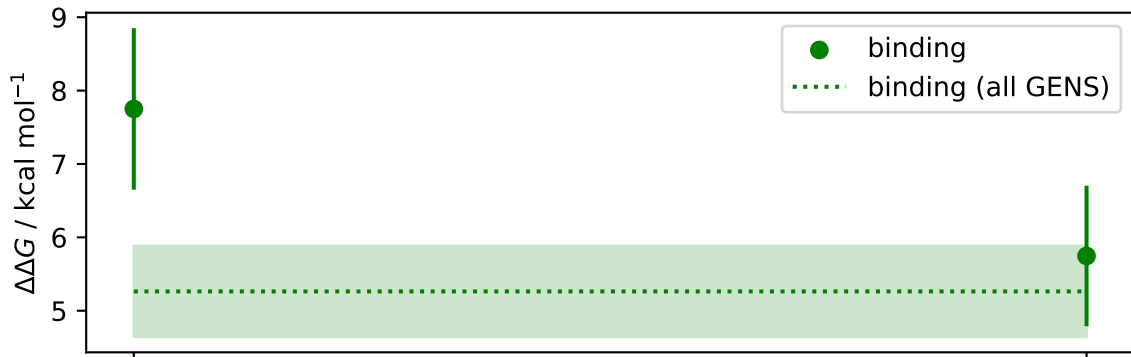 9
8
7
6
5
ΔΔG / kcal mol⁻¹
binding
binding (all GENS)